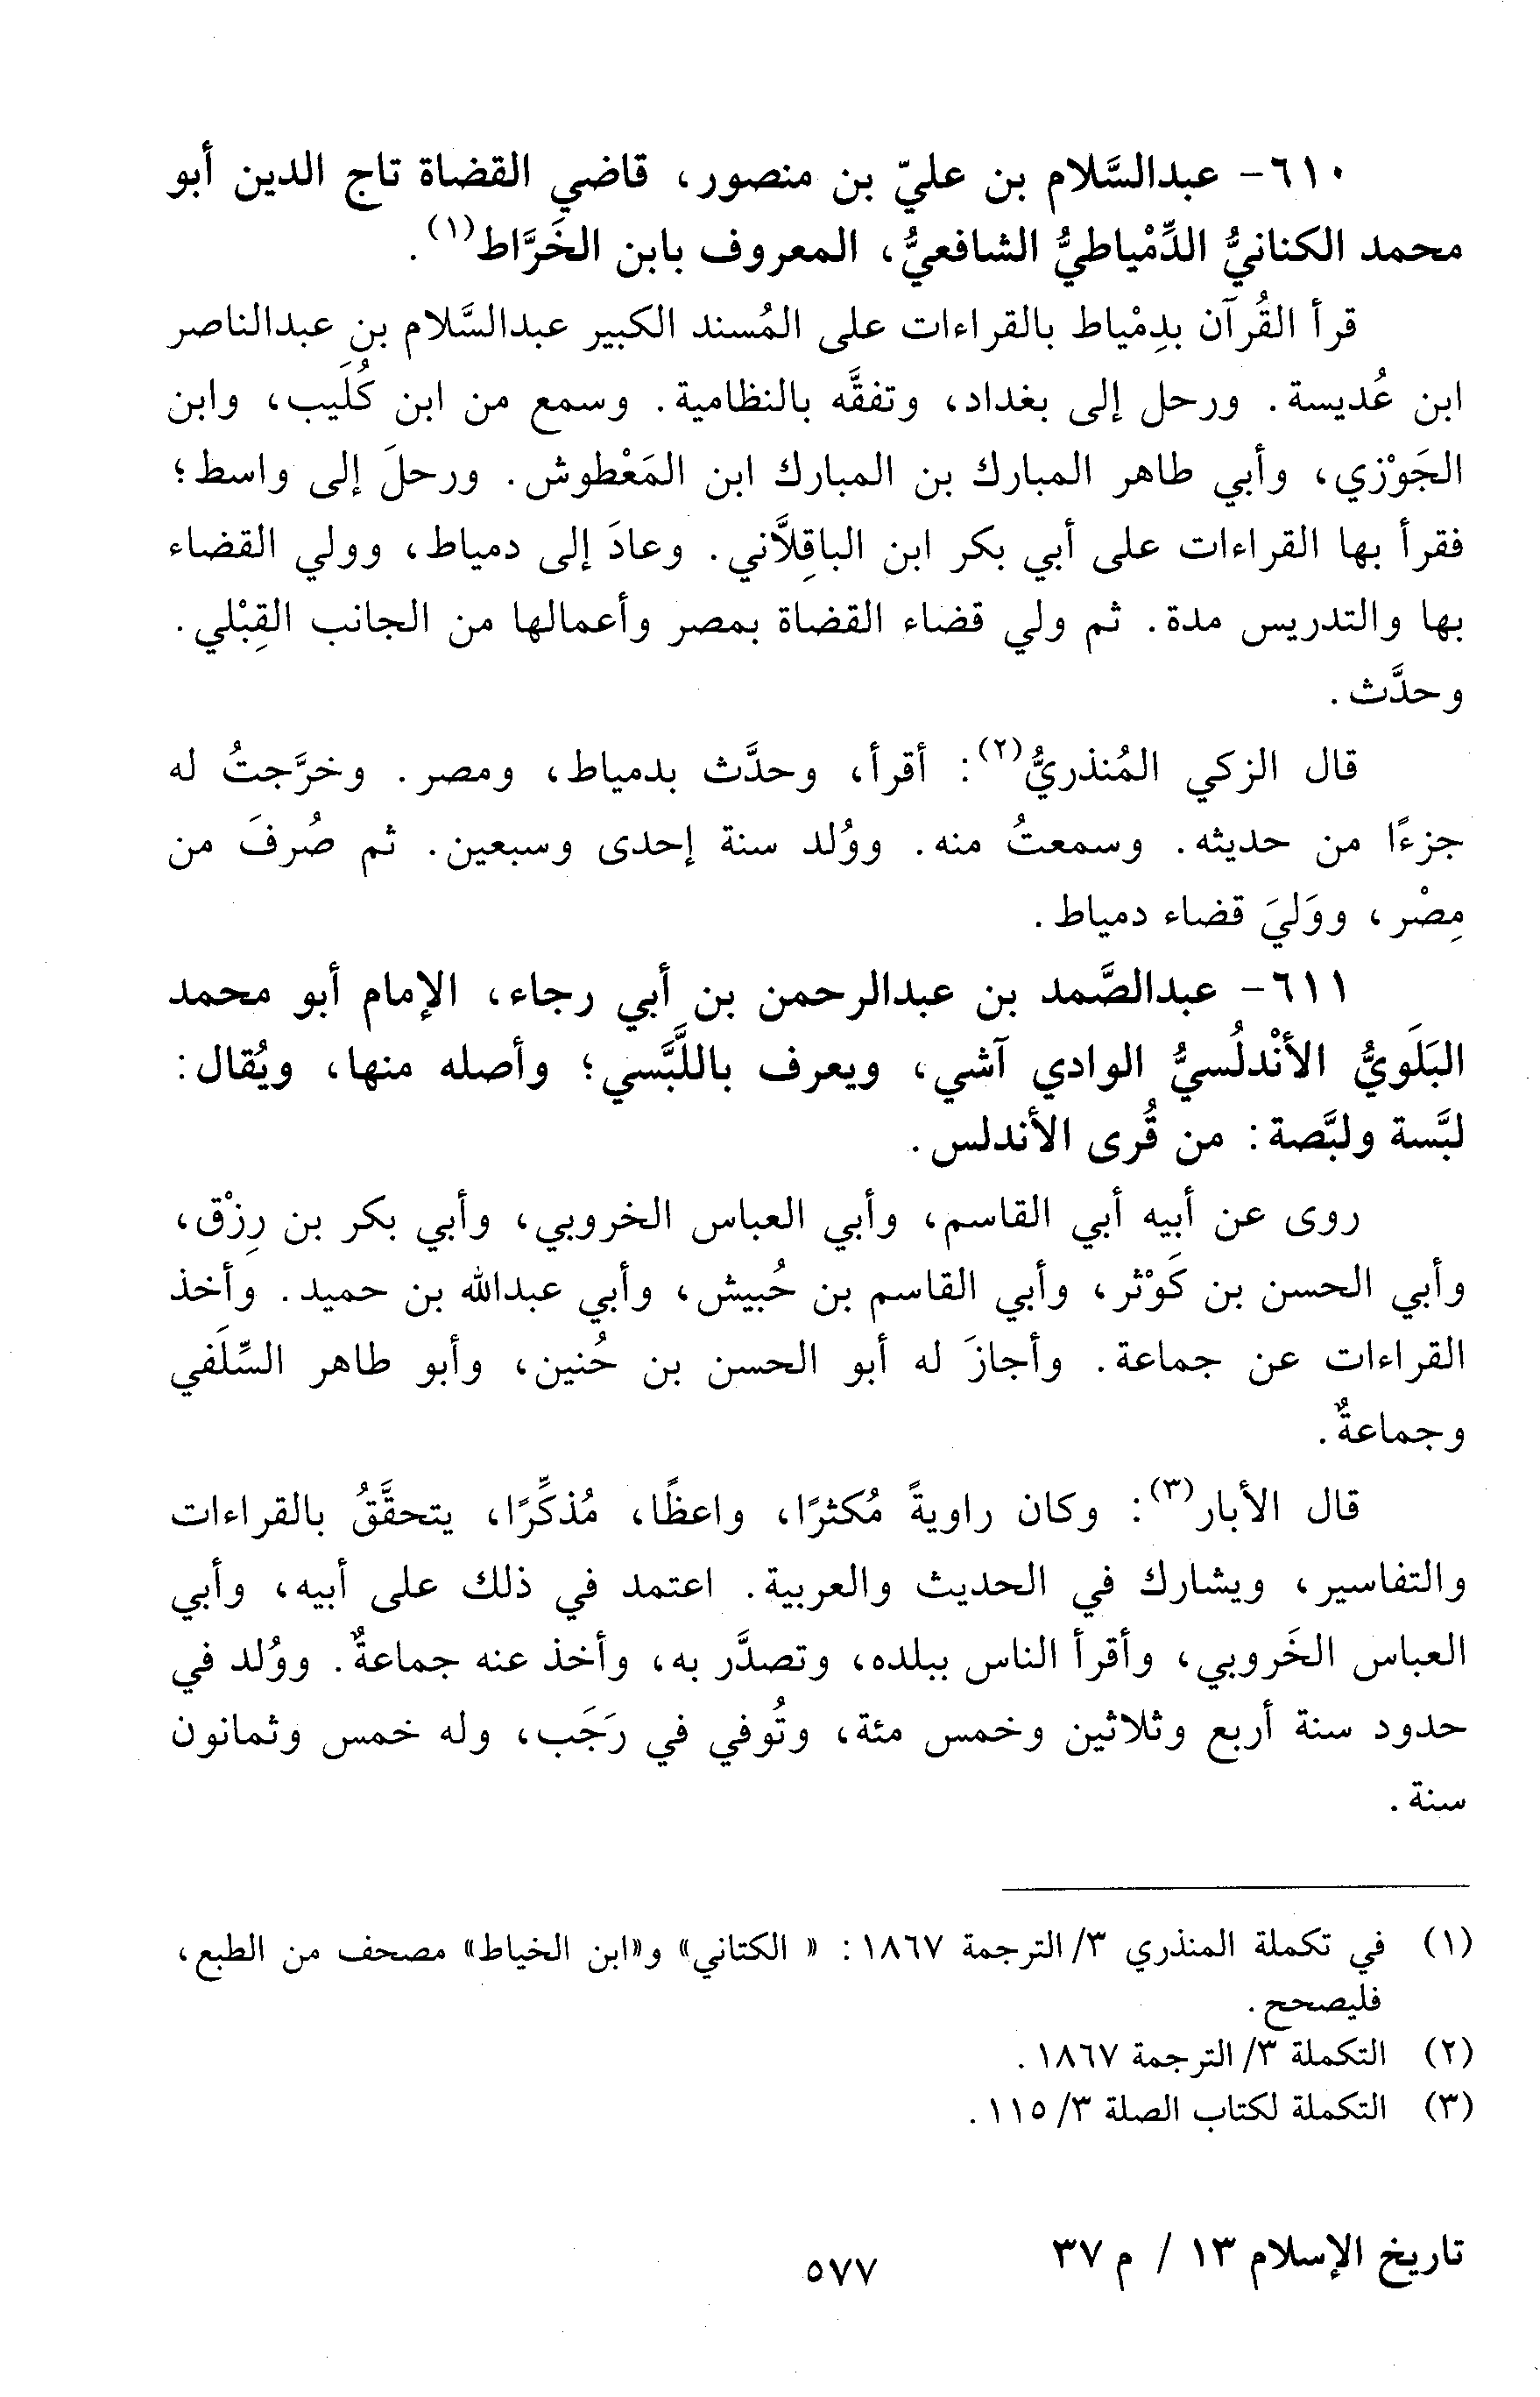 ٦١٠- عبدالسَّلام بن عليّ بن منصور، قاضي القضاة تاج الدين أبو
محمد الكنانيُّ الدِّمْياطيُّ الشافعيُّ، المعروف بابن الخَرَّاط(١).
قرأ القُرآن بدِمْياط بالقراءات على المُسند الكبير عبدالسَّلام بن عبدالناصر
ابن عُديسة. ورحل إلى بغداد، وتفقَّه بالنظامية. وسمع من ابن كُلَيب، وابن
الجَوْزي، وأبي طاهر المبارك بن المبارك ابن المَعْطوش. ورحلَ إلى واسط؛
فقرأ بها القراءات على أبي بكر ابن الباقِلاَّني. وعادَ إلى دمياط، وولي القضاء
بها والتدريس مدة. ثم ولي قضاء القضاة بمصر وأعمالها من الجانب القِبْلي.
وحدَّث.
قال الزكي المُنذريُّ(٢): أقرأ، وحدَّث بدمياط، ومصر. وخرَّجتُ له
جزءًا من حديثه. وسمعتُ منه. ووُلد سنة إحدى وسبعين. ثم صُرفَ من
مِصْر، ووَليَ قضاء دمياط.
٦١١- عبدالصَّمد بن عبدالرحمن بن أبي رجاء، الإمام أبو محمد
البَلَويُّ الأنْدلُسيُّ الوادي آشي، ويعرف باللَّبَّسي؛ وأصله منها، ويُقال:
لبَّسة ولبَّصة: من قُرى الأندلس.
روى عن أبيه أبي القاسم، وأبي العباس الخروبي، وأبي بكر بن رِزْق،
وأبي الحسن بن كَوْثر، وأبي القاسم بن حُبيش، وأبي عبدالله بن حميد. وأخذ
القراءات عن جماعة. وأجازَ له أبو الحسن بن حُنين، وأبو طاهر السِّلَفي
وجماعةٌ.
قال الأبار(٣): وكان راويةً مُكثرًا، واعظًا، مُذكِّرًا، يتحقَّقُ بالقراءات
والتفاسير، ويشارك في الحديث والعربية. اعتمد في ذلك على أبيه، وأبي
العباس الخَروبي، وأقرأ الناس ببلده، وتصدَّر به، وأخذ عنه جماعةٌ. ووُلد في
حدود سنة أربع وثلاثين وخمس مئة، وتُوفي في رَجَب، وله خمس وثمانون
سنة.
(١) في تكملة المنذري ٣/ الترجمة ١٨٦٧: « الكتاني» و«ابن الخياط» مصحف من الطبع،
فليصحح.
(٢) التكملة ٣/ الترجمة ١٨٦٧.
(٣) التكملة لكتاب الصلة ٣/ ١١٥.
تاريخ الإسلام ١٣ / م ٣٧
٥٧٧